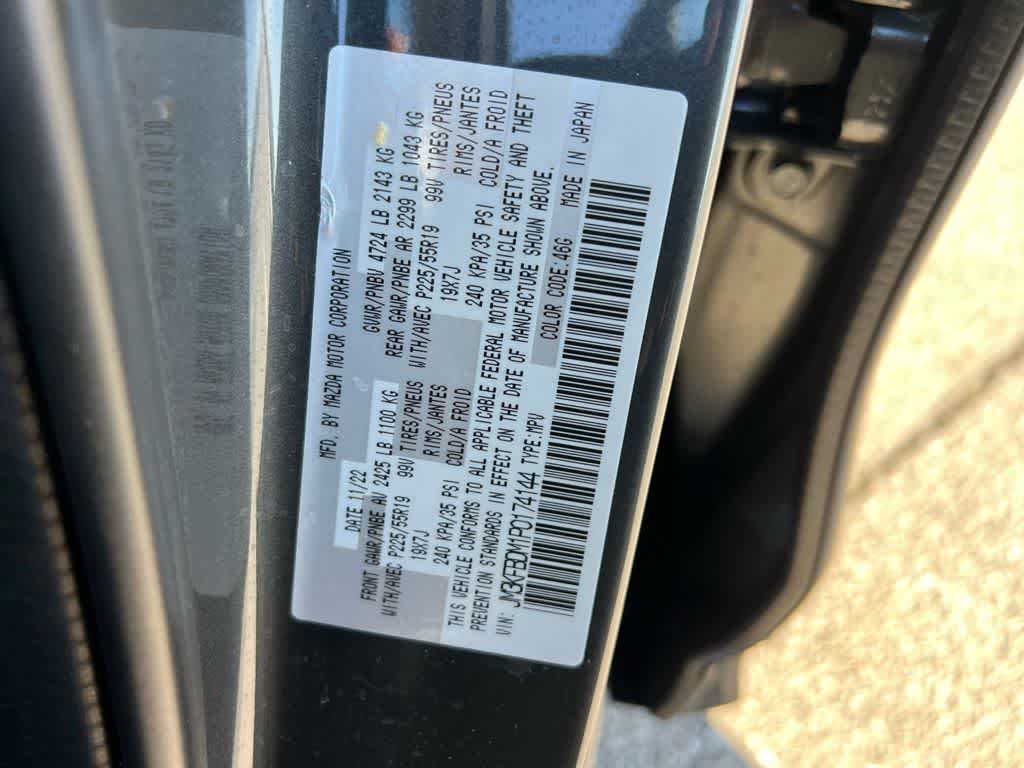 MFD. BY MAZDA MOTOR CORPORATION
DATE 11/22 GVWR/PNBV 4724 LB 2143 KG
FRONT GAWR/PNBE AV 2425 LB 1100 KG REAR GAWR/PNBE AR 2299 LB 1043 KG
WITH/AVEC P225/55R19 99V TIRES/PNEUS WITH/AVEC P225/55R19 99V TIRES/PNEUS
19X7J RIMS/JANTES 19X7J RIMS/JANTES
240 KPA/35 PSI COLD/A FROID 240 KPA/35 PSI COLD/A FROID
THIS VEHICLE CONFORMS TO ALL APPLICABLE FEDERAL MOTOR VEHICLE SAFETY AND THEFT
PREVENTION STANDARDS IN EFFECT ON THE DATE OF MANUFACTURE SHOWN ABOVE.
VIN: JM3KFBDM1P0174144 TYPE:MPV COLOR CODE:46G MADE IN JAPAN